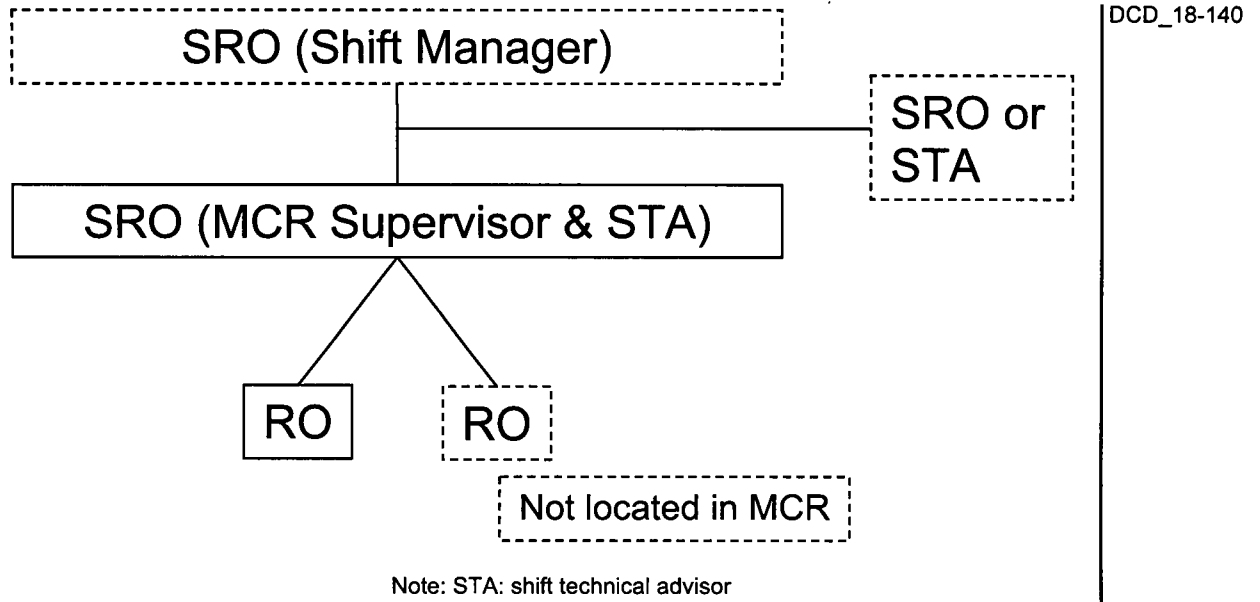 DCD_18-140
SRO (Shift Manager)
SRO or
STA
SRO (MCR Supervisor & STA)
RO
RO
Not located in MCR
Note: STA: shift technical advisor